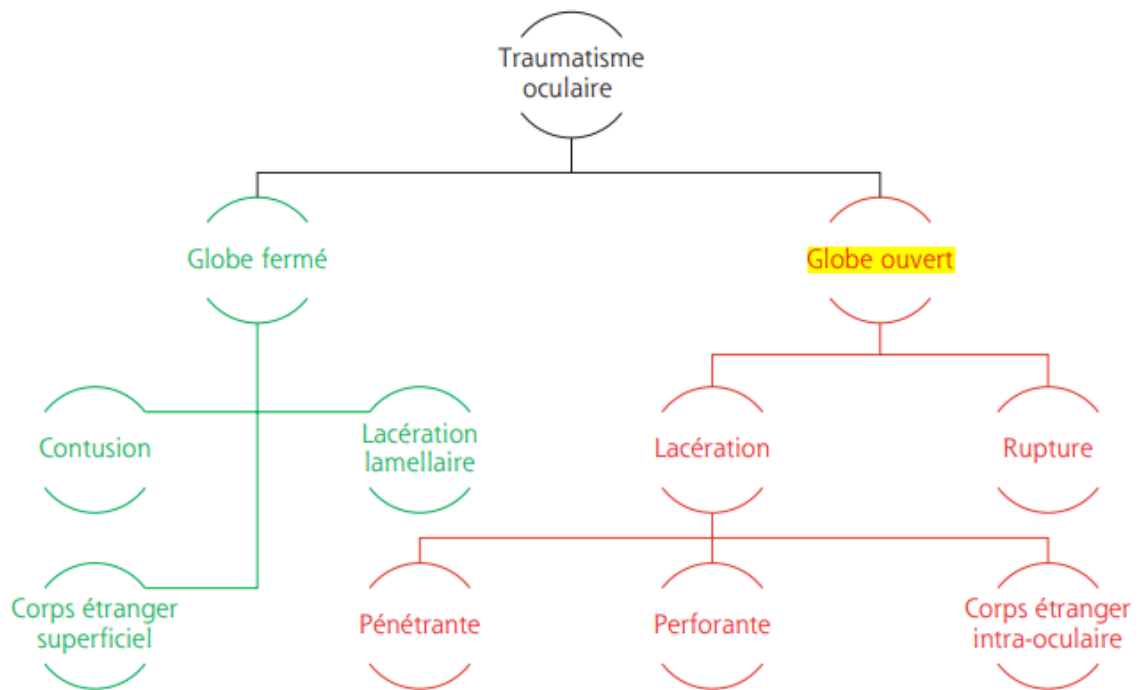 Traumatisme
oculaire
Globe fermé
Globe ouvert
Contusion
Lacération
lamellaire
Lacération
Rupture
Corps étranger
superficiel
Pénétrante
Perforante
Corps étranger
intra-oculaire